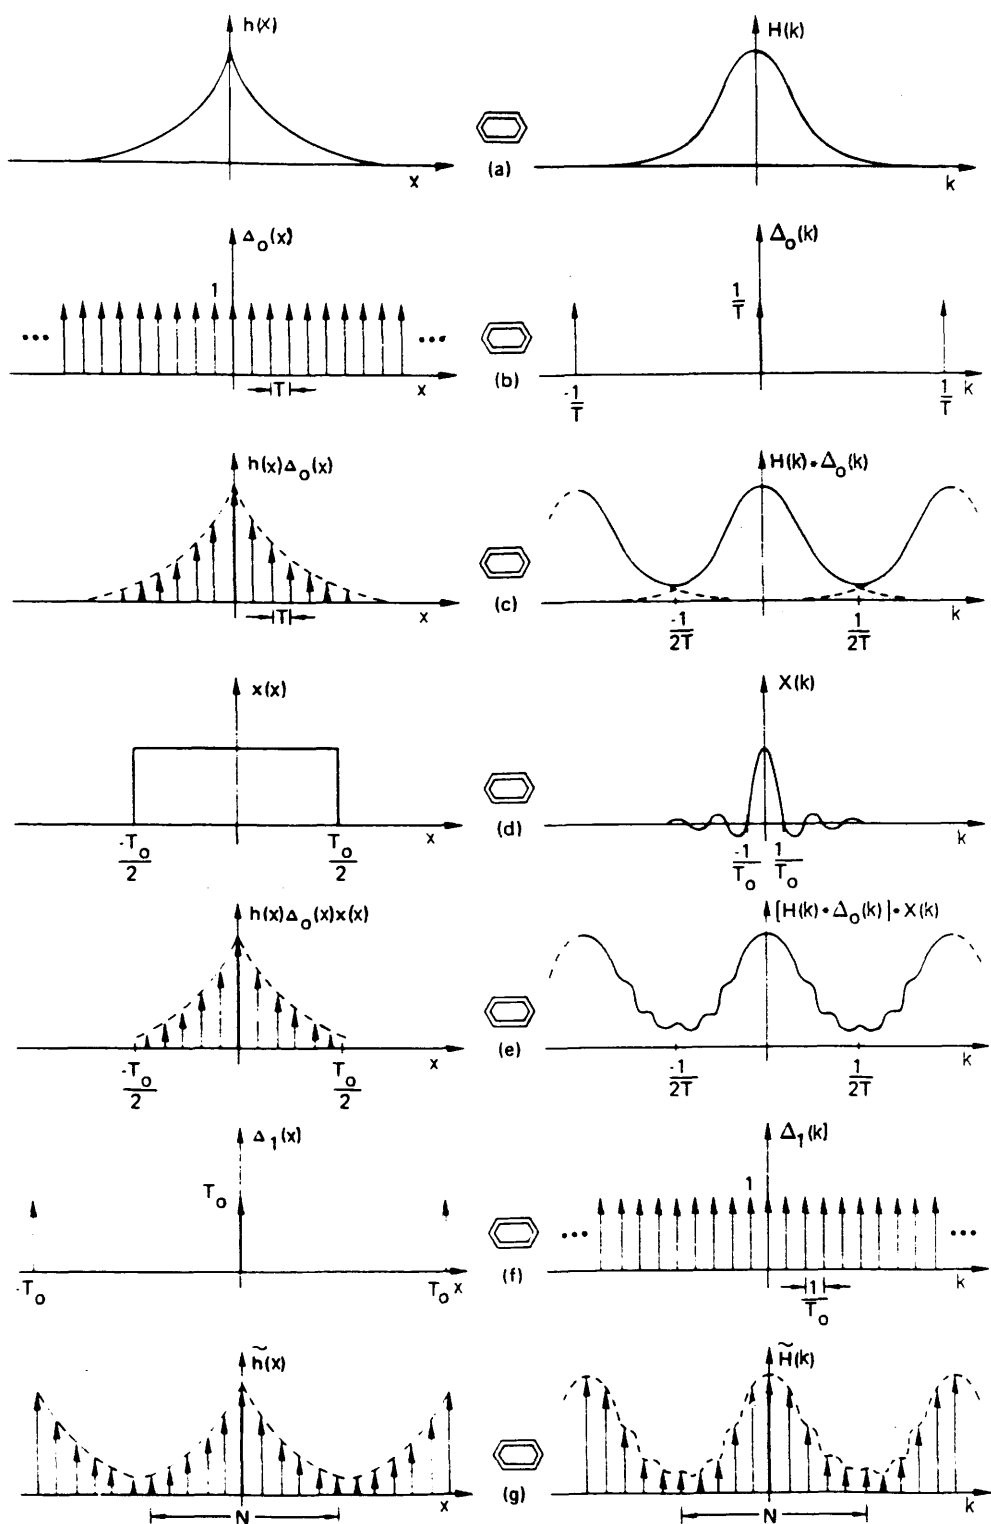 h(x)
H(k)
x
(a)
k
Δo(x)
Δo(k)
1
1/T
...
...
T
x
(b)
-1/T
1/T
k
h(x)Δo(x)
H(k)*Δo(k)
T
x
(c)
-1/2T
1/2T
k
x(x)
X(k)
-To/2
To/2
x
(d)
-1/To
1/To
k
h(x)Δo(x)x(x)
[H(k)*Δo(k)]*X(k)
-To/2
To/2
x
(e)
-1/2T
1/2T
k
Δ1(x)
Δ1(k)
To
1
...
...
-To
To
x
(f)
1/To
k
h̃(x)
H̃(k)
N
x
(g)
N
k